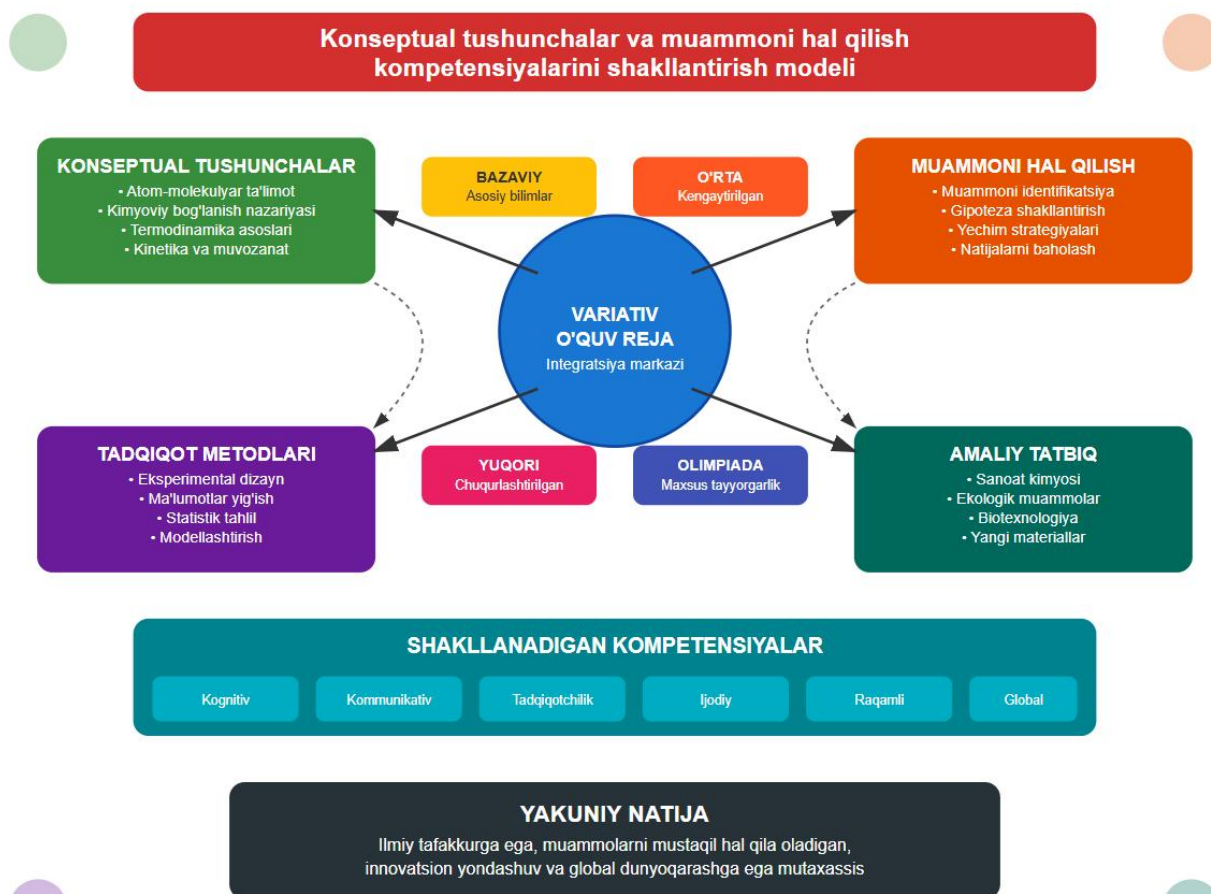 Konseptual tushunchalar va muammoni hal qilish
kompetensiyalarini shakllantirish modeli
KONSEPTUAL TUSHUNCHALAR
• Atom-molekulyar ta'limot
• Kimyoviy bog'lanish nazariyasi
• Termodinamika asoslari
• Kinetika va muvozanat
BAZAVIY
Asosiy bilimlar
O'RTA
Kengaytirilgan
MUAMMONI HAL QILISH
• Muammoni identifikatsiya
• Gipoteza shakllantirish
• Yechim strategiyalari
• Natijalarni baholash
VARIATIV
O'QUV REJA
Integratsiya markazi
TADQIQOT METODLARI
• Eksperimental dizayn
• Ma'lumotlar yig'ish
• Statistik tahlil
• Modellashtirish
YUQORI
Chuqurlashtirilgan
OLIMPIADA
Maxsus tayyorgarlik
AMALIY TATBIQ
• Sanoat kimyosi
• Ekologik muammolar
• Biotexnologiya
• Yangi materiallar
SHAKLLANADIGAN KOMPETENSIYALAR
Kognitiv
Kommunikativ
Tadqiqotchilik
Ijodiy
Raqamli
Global
YAKUNIY NATIJA
Ilmiy tafakkurga ega, muammolarni mustaqil hal qila oladigan,
innovatsion yondashuv va global dunyoqarashga ega mutaxassis